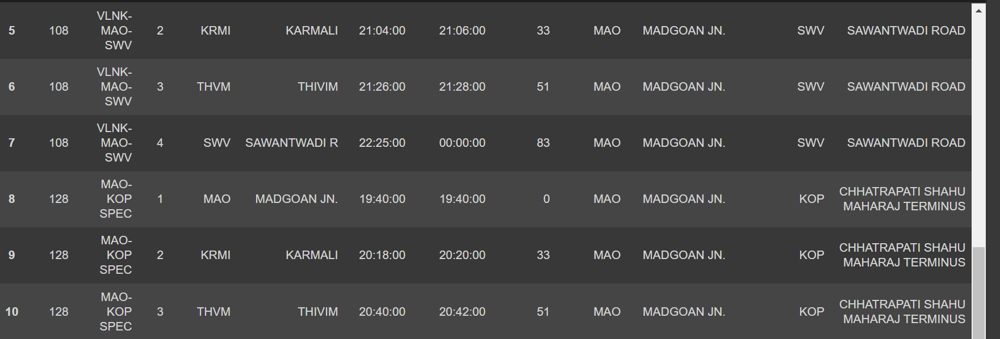 5 108 VLNK-MAO-SWV 2 KRMI KARMALI 21:04:00 21:06:00 33 MAO MADGOAN JN. SWV SAWANTWADI ROAD
6 108 VLNK-MAO-SWV 3 THVM THIVIM 21:26:00 21:28:00 51 MAO MADGOAN JN. SWV SAWANTWADI ROAD
7 108 VLNK-MAO-SWV 4 SWV SAWANTWADI R 22:25:00 00:00:00 83 MAO MADGOAN JN. SWV SAWANTWADI ROAD
8 128 MAO-KOP SPEC 1 MAO MADGOAN JN. 19:40:00 19:40:00 0 MAO MADGOAN JN. KOP CHHATRAPATI SHAHU MAHARAJ TERMINUS
9 128 MAO-KOP SPEC 2 KRMI KARMALI 20:18:00 20:20:00 33 MAO MADGOAN JN. KOP CHHATRAPATI SHAHU MAHARAJ TERMINUS
10 128 MAO-KOP SPEC 3 THVM THIVIM 20:40:00 20:42:00 51 MAO MADGOAN JN. KOP CHHATRAPATI SHAHU MAHARAJ TERMINUS